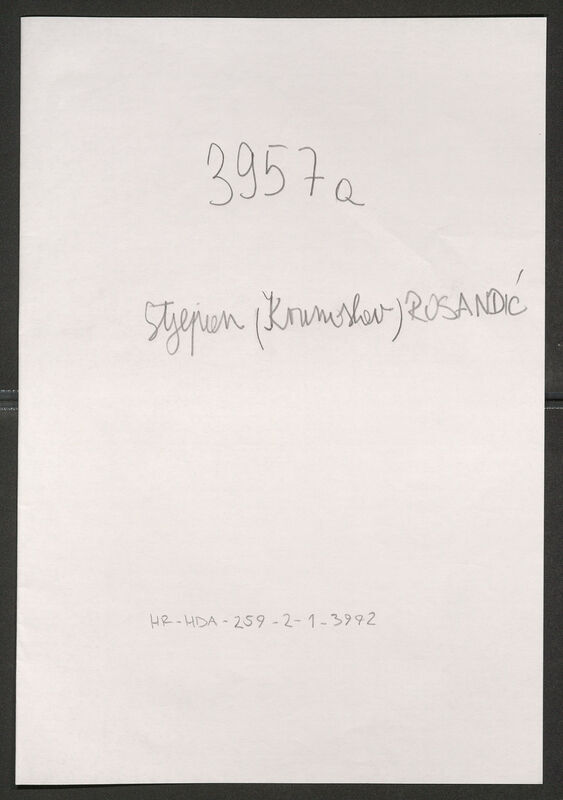 3957a
Stjepan (Krunoslav) ROSANDIĆ
HR-HDA-259-2-1-3992